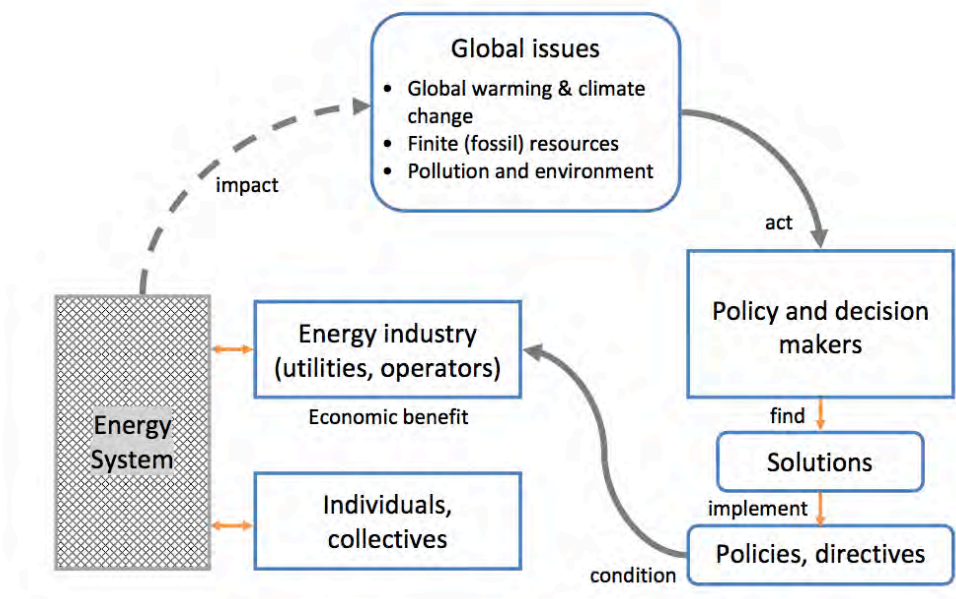 Global issues
• Global warming & climate
change
• Finite (fossil) resources
• Pollution and environment
impact
act
Policy and decision
makers
Energy industry
(utilities, operators)
Economic benefit
find
Energy
System
Solutions
Individuals,
collectives
implement
Policies, directives
condition